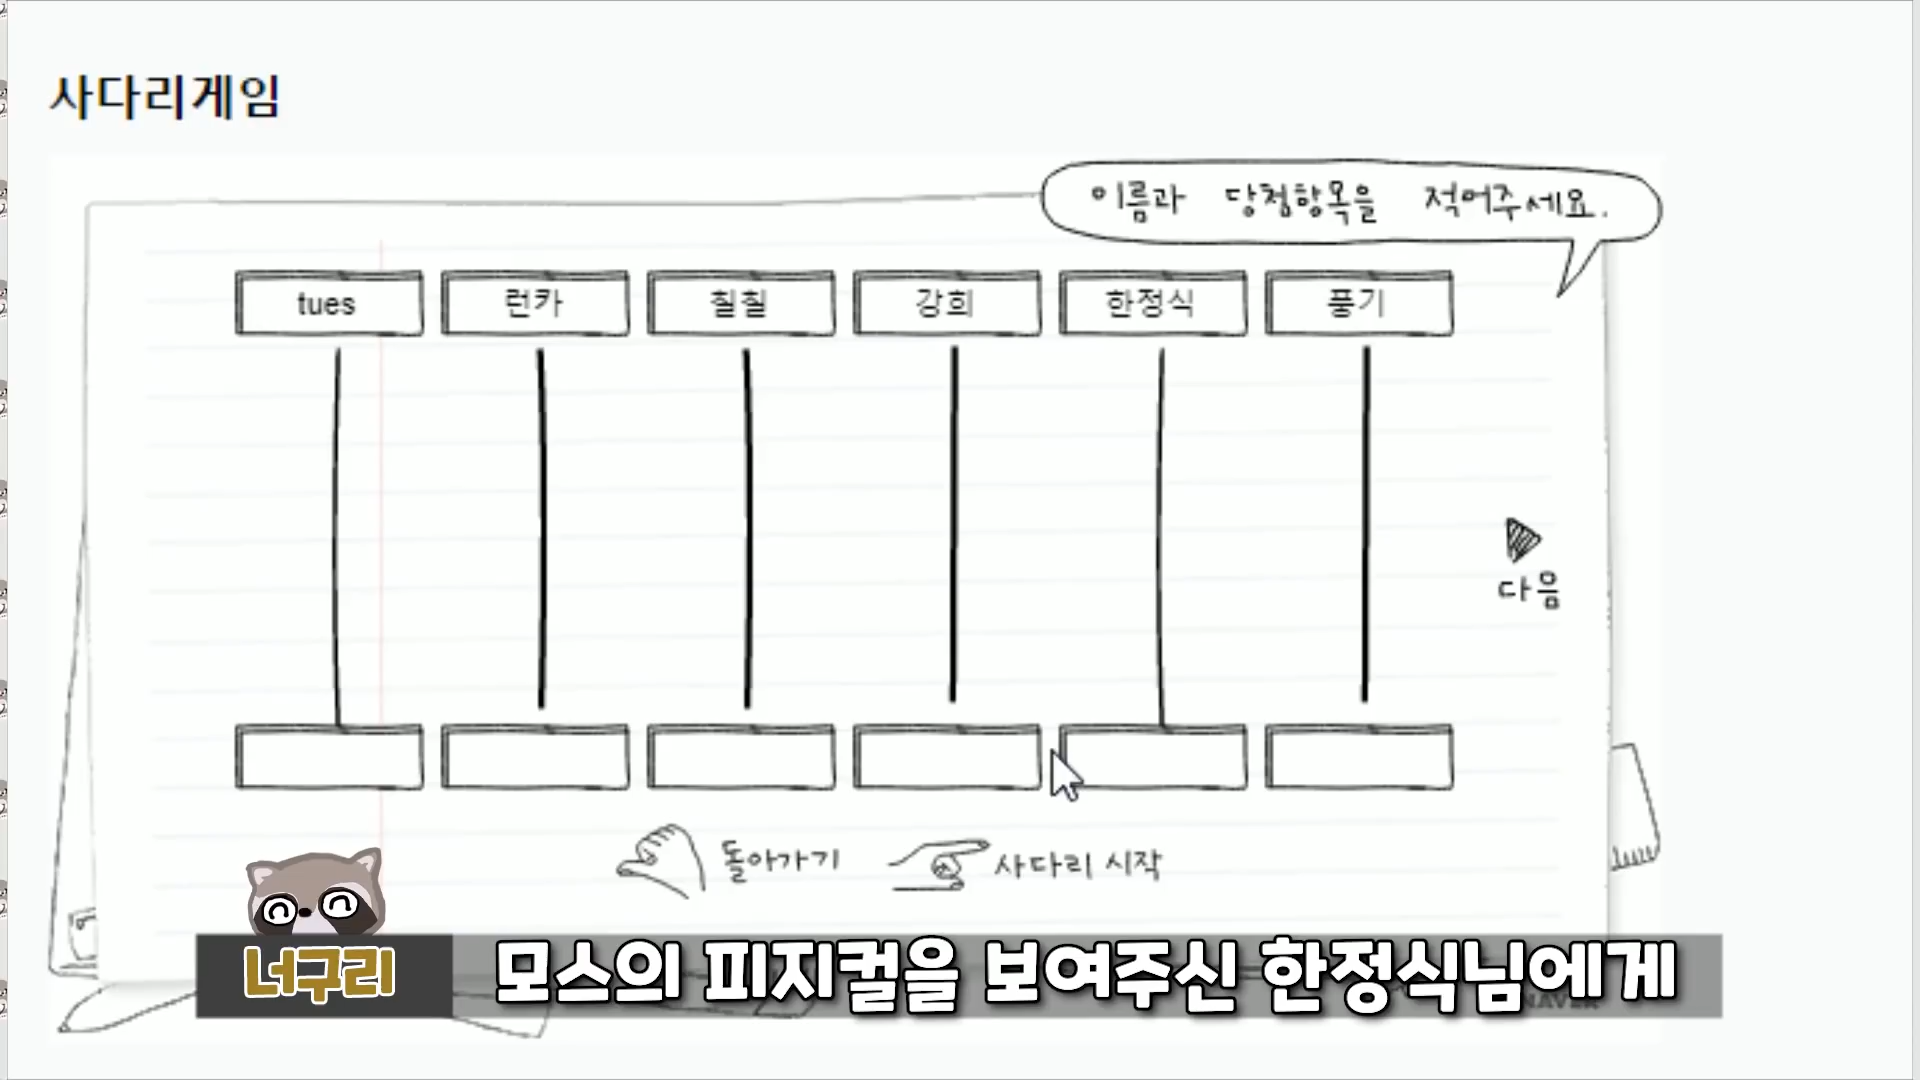 사다리게임
이름과 당첨항목을 적어주세요.
tues 런카 칠칠 강희 한정식 풍기
다음
돌아가기 사다리 시작
너구리 모스의 피지컬을 보여주신 한정식님에게
NAVER